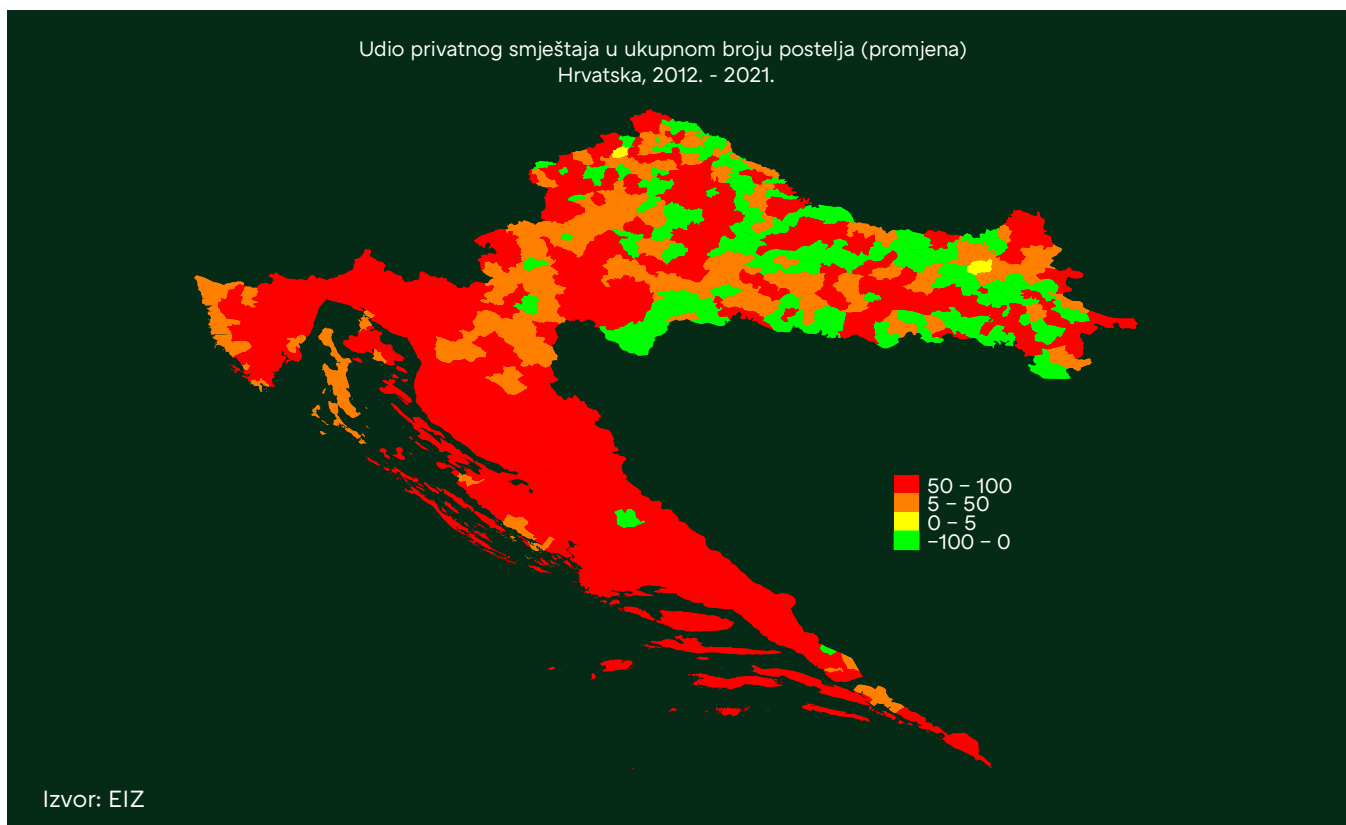 Udio privatnog smještaja u ukupnom broju postelja (promjena)
Hrvatska, 2012. - 2021.
50 – 100
5 – 50
0 – 5
−100 – 0
Izvor: EIZ